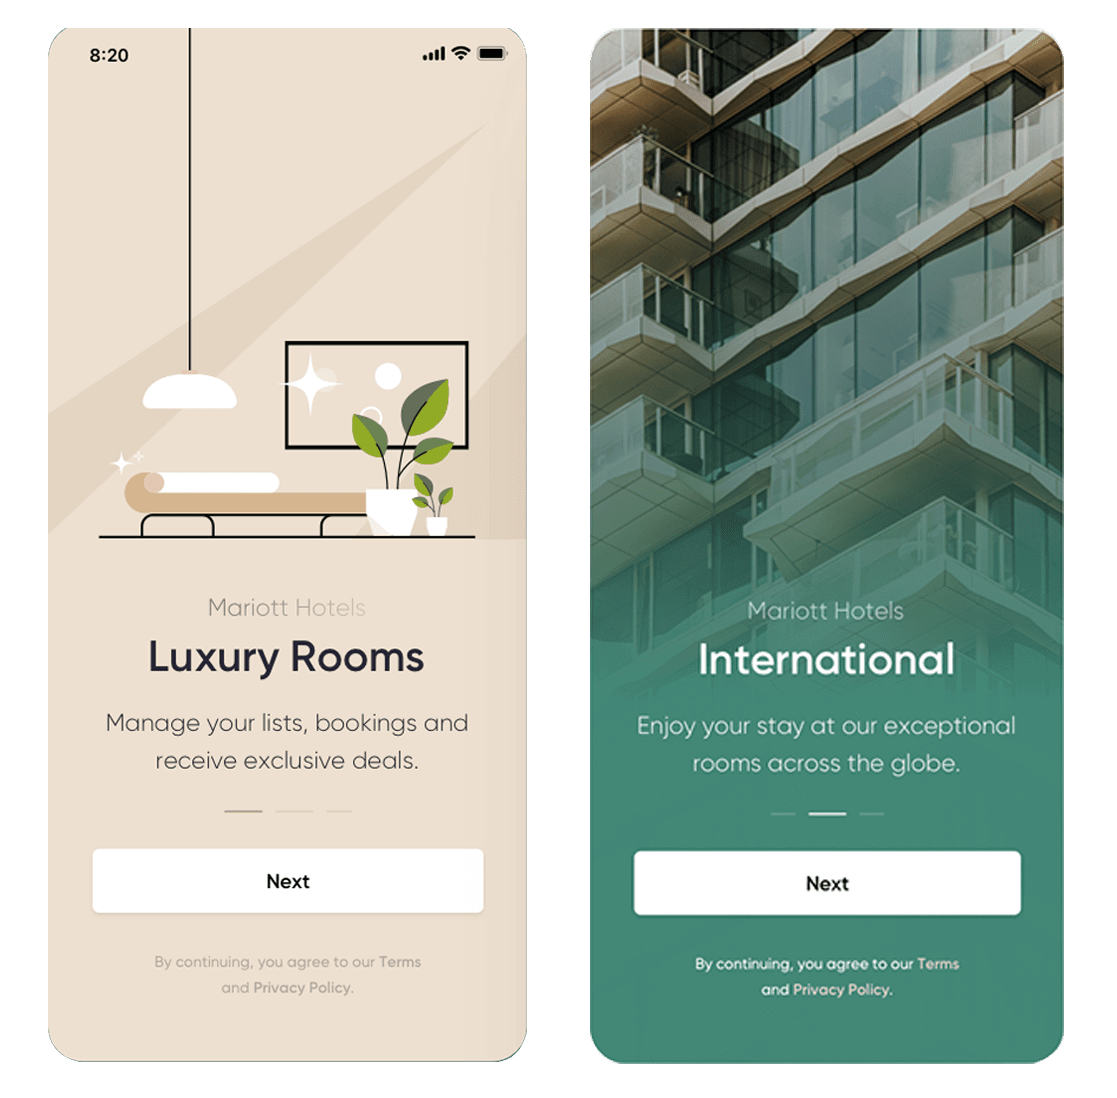 8:20
Mariott Hotels
Luxury Rooms
Manage your lists, bookings and
receive exclusive deals.
Next
By continuing, you agree to our Terms
and Privacy Policy.
Mariott Hotels
International
Enjoy your stay at our exceptional
rooms across the globe.
Next
By continuing, you agree to our Terms
and Privacy Policy.